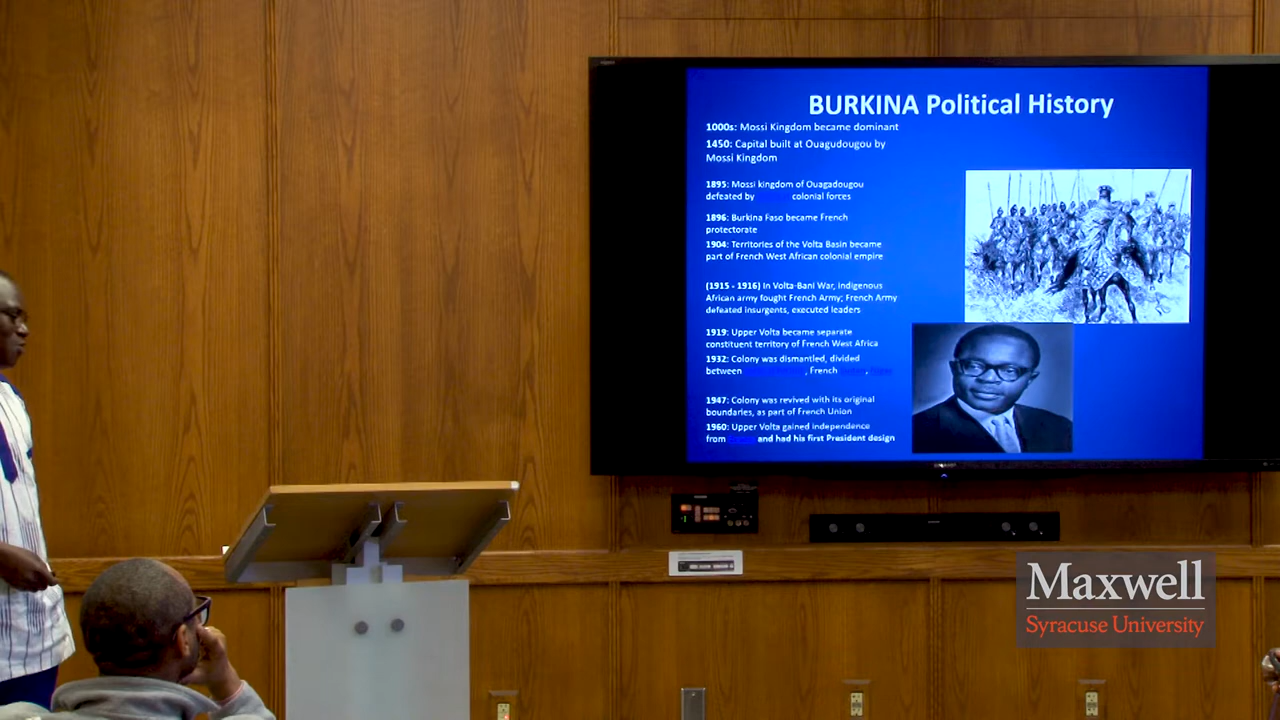 BURKINA Political History
1000s: Mossi Kingdom became dominant
1450: Capital built at Ouagudougou by
Mossi Kingdom
1895: Mossi kingdom of Ouagadougou
defeated by colonial forces
1896: Burkina Faso became French
protectorate
1904: Territories of the Volta Basin became
part of French West African colonial empire
(1915 - 1916) In Volta-Bani War, indigenous
African army fought French Army; French Army
defeated insurgents, executed leaders
1919: Upper Volta became separate
constituent territory of French West Africa
1932: Colony was dismantled, divided
between , French ,
1947: Colony was revived with its original
boundaries, as part of French Union
1960: Upper Volta gained independence
from and had his first President design
Maxwell
Syracuse University